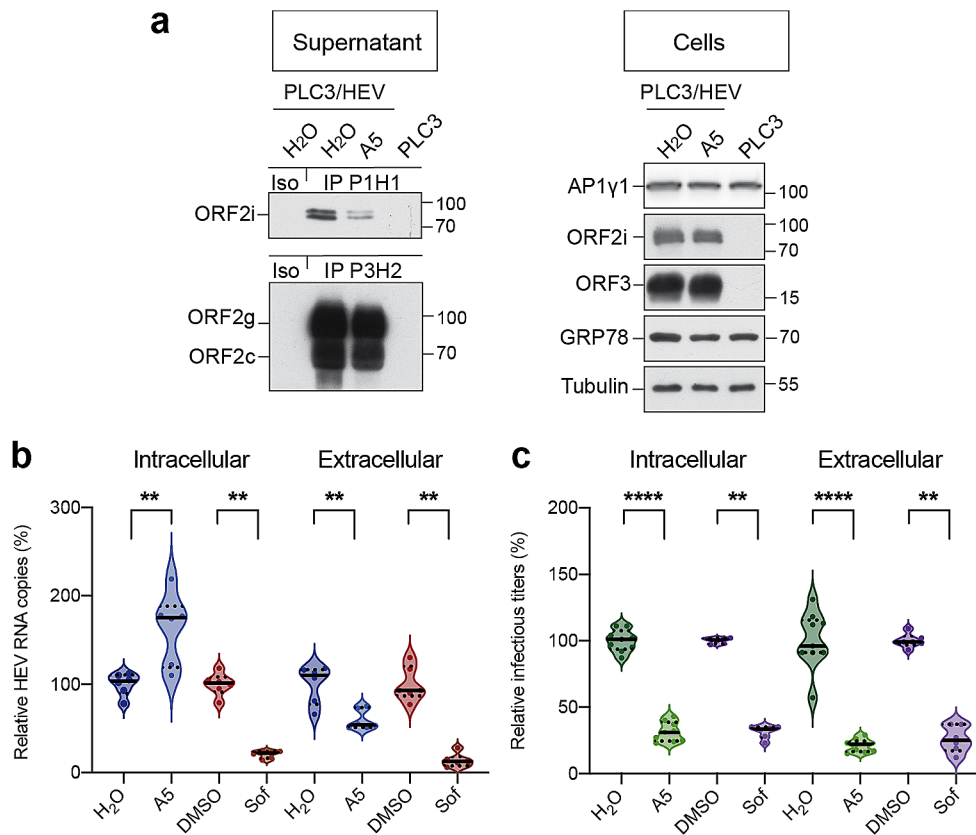 a
Supernatant
PLC3/HEV
H2O H2O A5 PLC3
Iso IP P1H1
ORF2i
100
70
Iso IP P3H2
ORF2g
ORF2c
100
70
Cells
PLC3/HEV
H2O A5 PLC3
AP1γ1
100
ORF2i
100
70
ORF3
15
GRP78
70
Tubulin
55
b
Intracellular Extracellular
** ** ** **
Relative HEV RNA copies (%)
300
200
100
0
H2O A5 DMSO Sof H2O A5 DMSO Sof
c
Intracellular Extracellular
**** ** **** **
Relative infectious titers (%)
200
150
100
50
0
H2O A5 DMSO Sof H2O A5 DMSO Sof